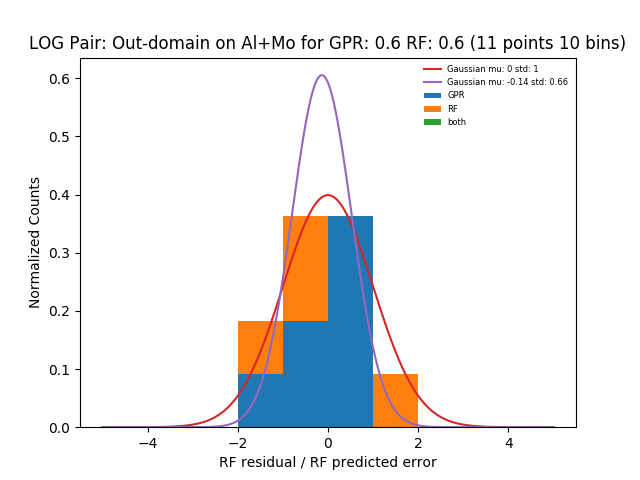 LOG Pair: Out-domain on Al+Mo for GPR: 0.6 RF: 0.6 (11 points 10 bins)
Gaussian mu: 0 std: 1
Gaussian mu: -0.14 std: 0.66
GPR
RF
both
Normalized Counts
0.6
0.5
0.4
0.3
0.2
0.1
0.0
−4
−2
0
2
4
RF residual / RF predicted error